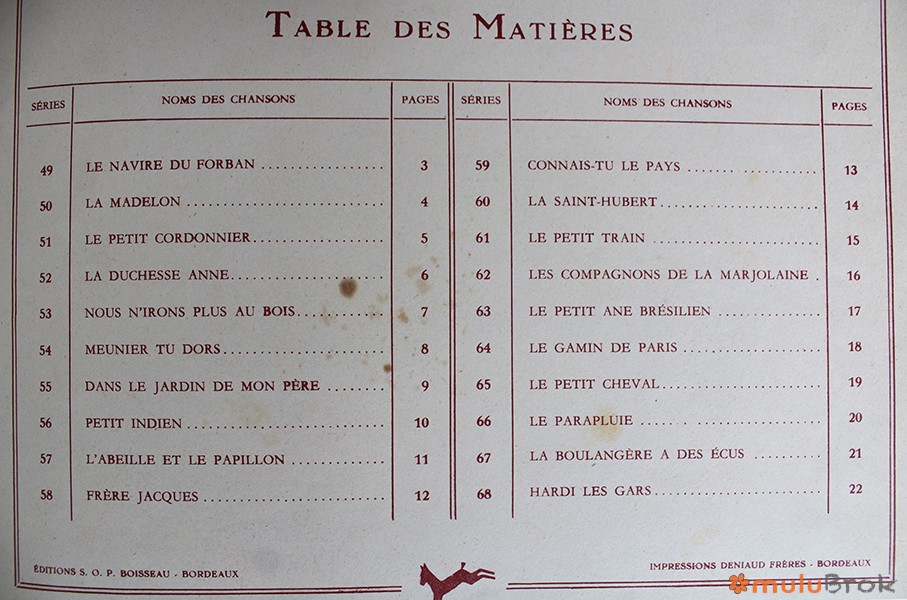 TABLE DES MATIÈRES
SÉRIES NOMS DES CHANSONS PAGES SÉRIES NOMS DES CHANSONS PAGES
49 LE NAVIRE DU FORBAN .................. 3 59 CONNAIS-TU LE PAYS ....... .......... 13
50 LA MADELON ........................... 4 60 LA SAINT-HUBERT...................... 14
51 LE PETIT CORDONNIER.................. 5 61 LE PETIT TRAIN ....................... 15
52 LA DUCHESSE ANNE..................... 6 62 LES COMPAGNONS DE LA MARJOLAINE . 16
53 NOUS N'IRONS PLUS AU BOIS............ 7 63 LE PETIT ANE BRÉSILIEN .............. 17
54 MEUNIER TU DORS...................... 8 64 LE GAMIN DE PARIS ................... 18
55 DANS LE JARDIN DE MON PÈRE ........ 9 65 LE PETIT CHEVAL...................... 19
56 PETIT INDIEN ........................... 10 66 LE PARAPLUIE ..... . ................. 20
57 L'ABEILLE ET LE PAPILLON ............. 11 67 LA BOULANGÈRE A DES ÉCUS .......... 21
58 FRÈRE JACQUES ......................... 12 68 HARDI LES GARS....................... 22
ÉDITIONS S. O. P. BOISSEAU - BORDEAUX
IMPRESSIONS DENIAUD FRÈRES - BORDEAUX
muluBrok